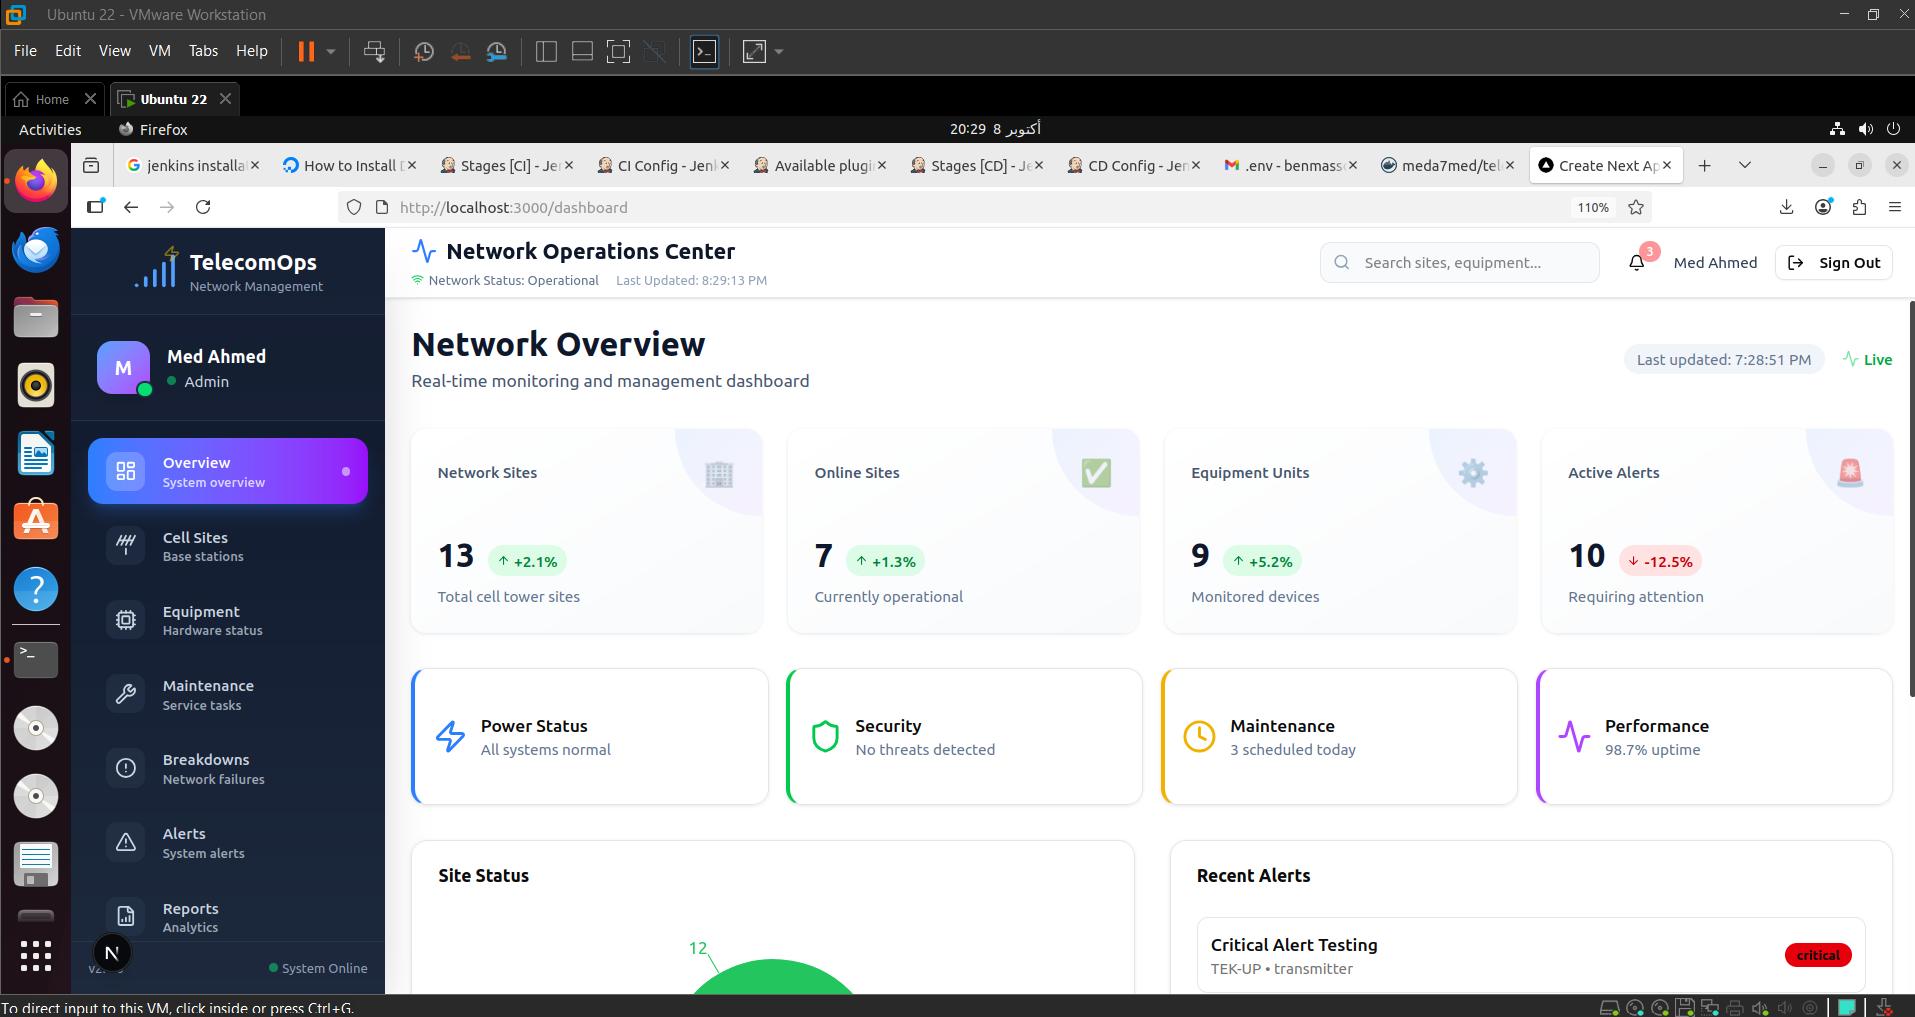 Ubuntu 22 - VMware Workstation
File Edit View VM Tabs Help
Home
Ubuntu 22
Activities
Firefox
أكتوبر 8 20:29
jenkins installa
How to Install D
Stages [CI] - Jen
CI Config - Jenk
Available plugin
Stages [CD] - Je
CD Config - Jen
.env - benmass
meda7med/tel
Create Next Ap
http://localhost:3000/dashboard
110%
TelecomOps
Network Management
Network Operations Center
Network Status: Operational
Last Updated: 8:29:13 PM
Search sites, equipment...
3
Med Ahmed
Sign Out
M
Med Ahmed
Admin
Overview
System overview
Cell Sites
Base stations
Equipment
Hardware status
Maintenance
Service tasks
Breakdowns
Network failures
Alerts
System alerts
Reports
Analytics
N
System Online
Network Overview
Real-time monitoring and management dashboard
Last updated: 7:28:51 PM
Live
Network Sites
13
↑ +2.1%
Total cell tower sites
Online Sites
7
↑ +1.3%
Currently operational
Equipment Units
9
↑ +5.2%
Monitored devices
Active Alerts
10
↓ -12.5%
Requiring attention
Power Status
All systems normal
Security
No threats detected
Maintenance
3 scheduled today
Performance
98.7% uptime
Site Status
12
Recent Alerts
Critical Alert Testing
TEK-UP • transmitter
critical
To direct input to this VM, click inside or press Ctrl+G.